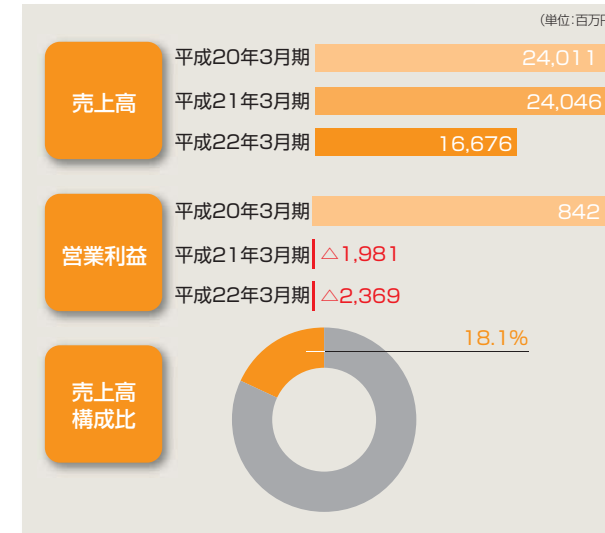 (単位:百万円
売上高
平成20年3月期 24,011
平成21年3月期 24,046
平成22年3月期 16,676
営業利益
平成20年3月期 842
平成21年3月期 △1,981
平成22年3月期 △2,369
18.1%
売上高
構成比